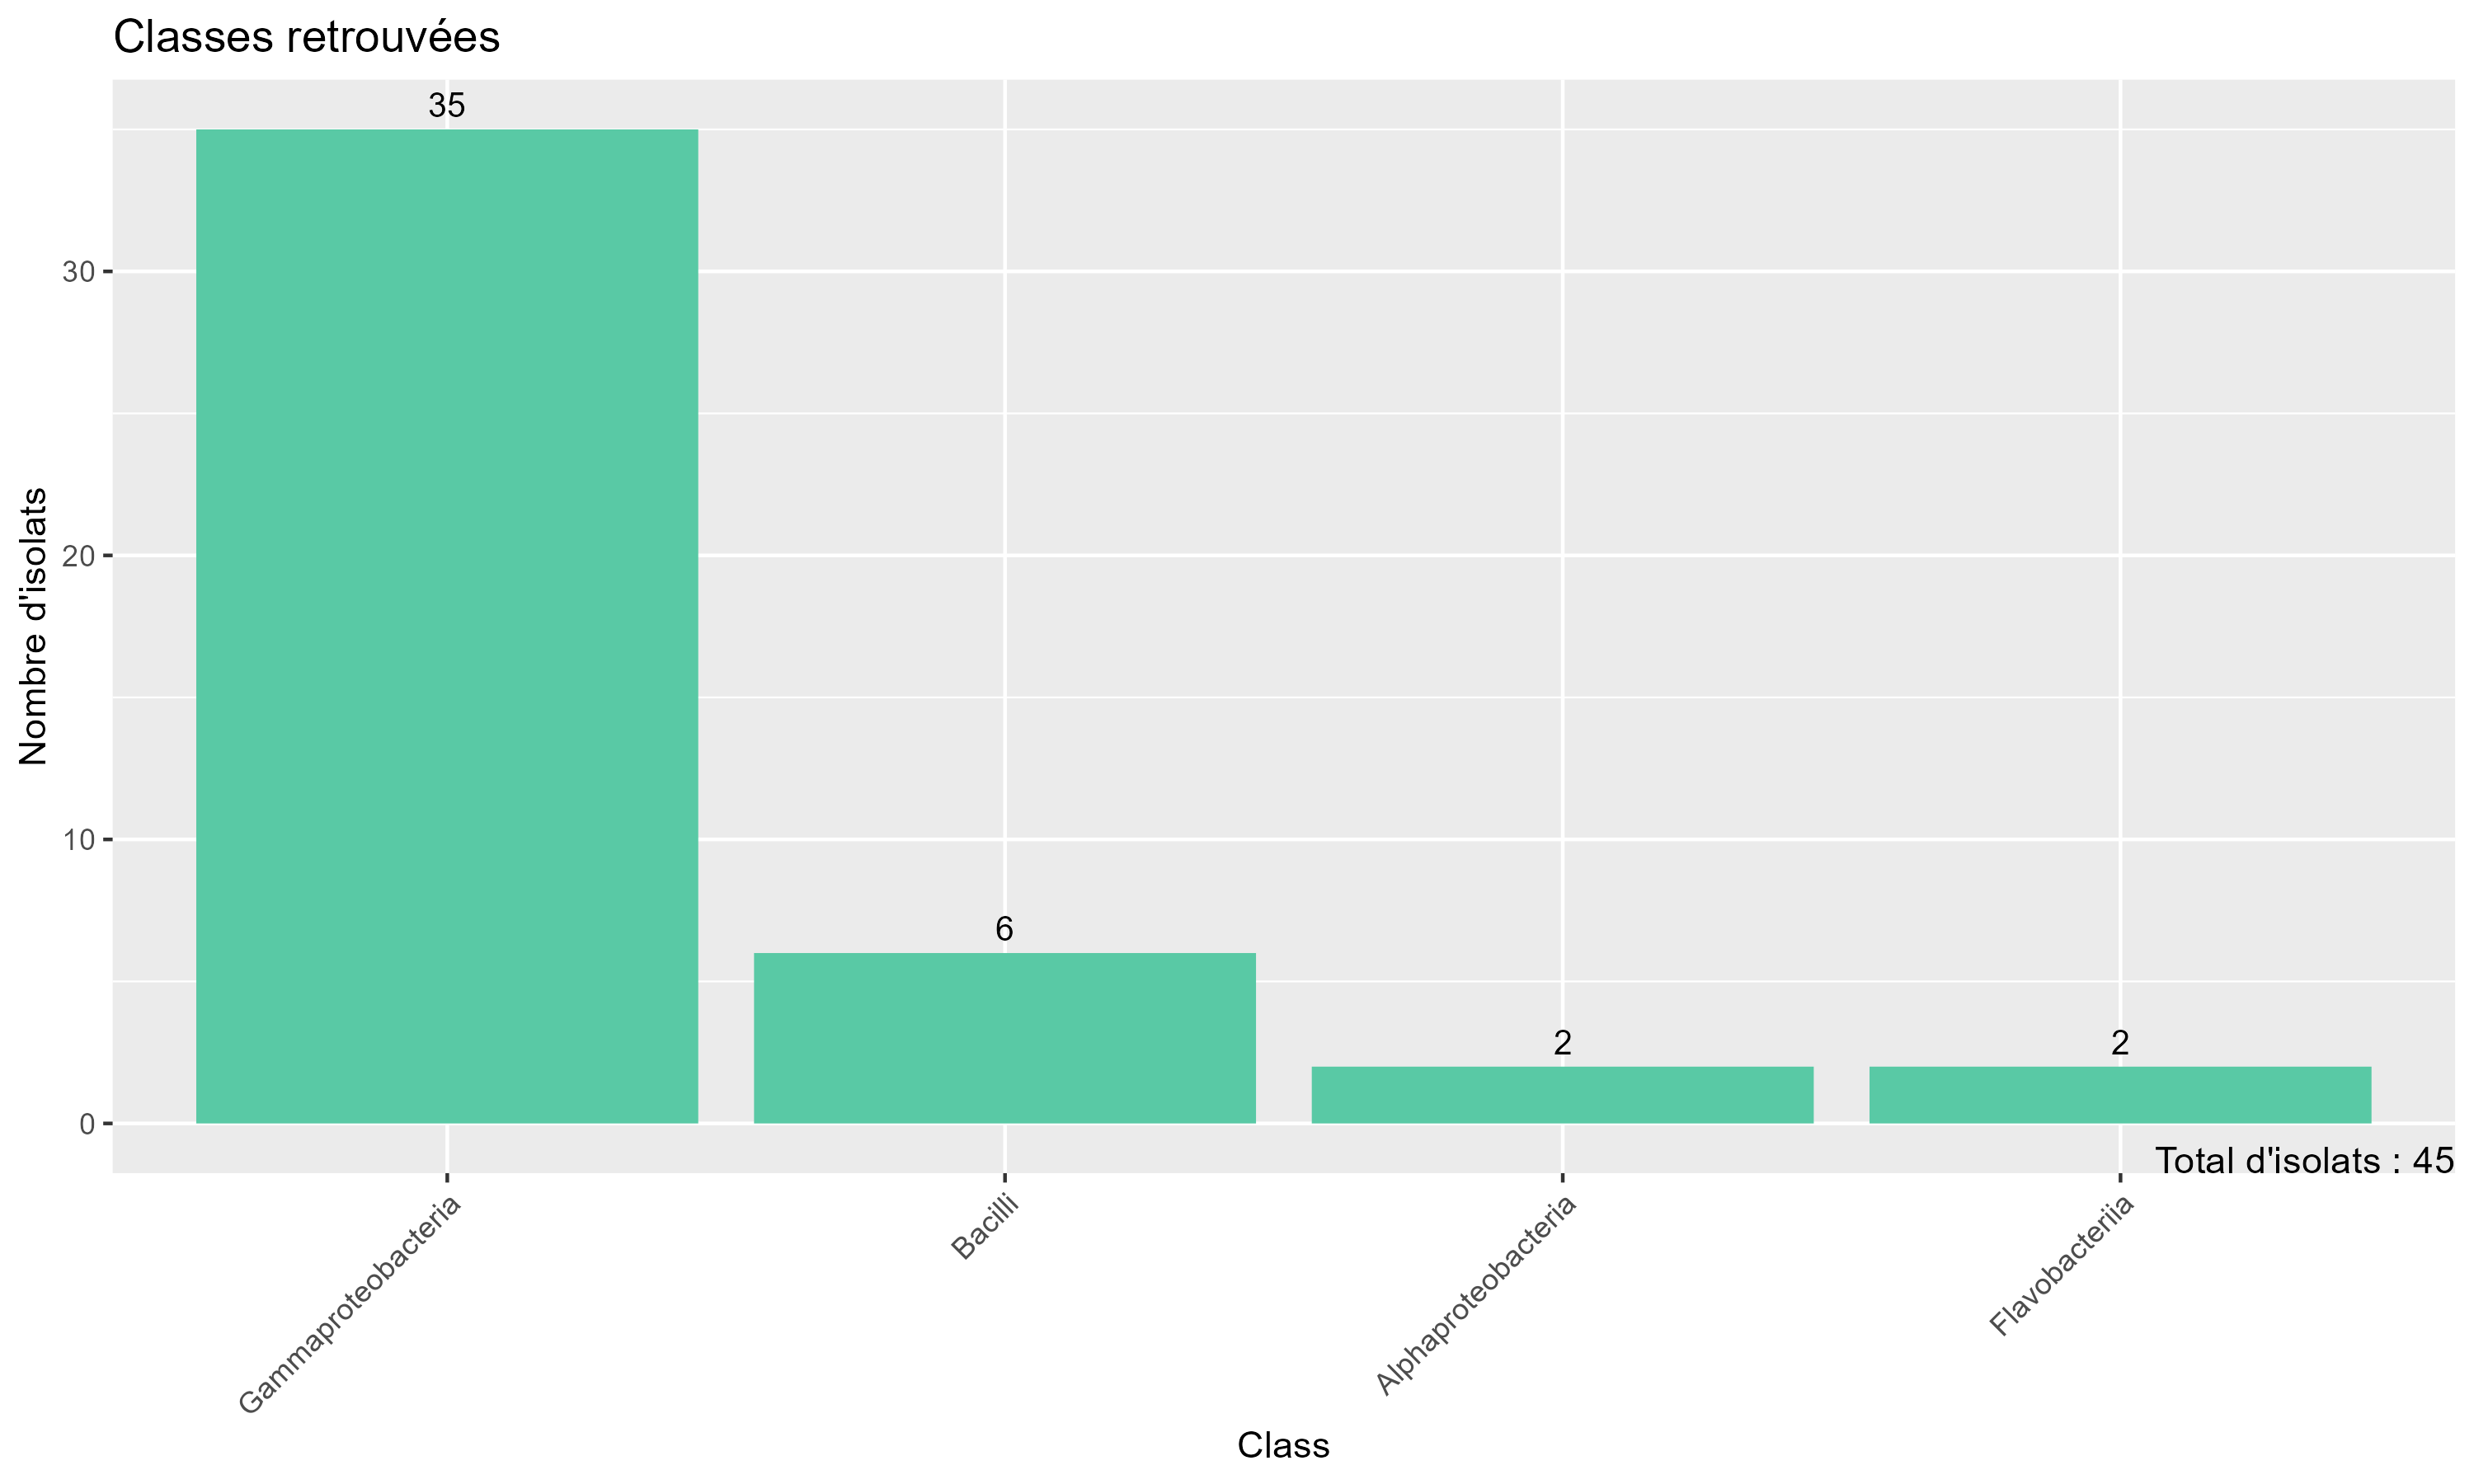 Classes retrouvées
Nombre d'isolats
30
20
10
0
35
6
2
2
Total d'isolats : 45
Gammaproteobacteria
Bacilli
Alphaproteobacteria
Flavobacteriia
Class